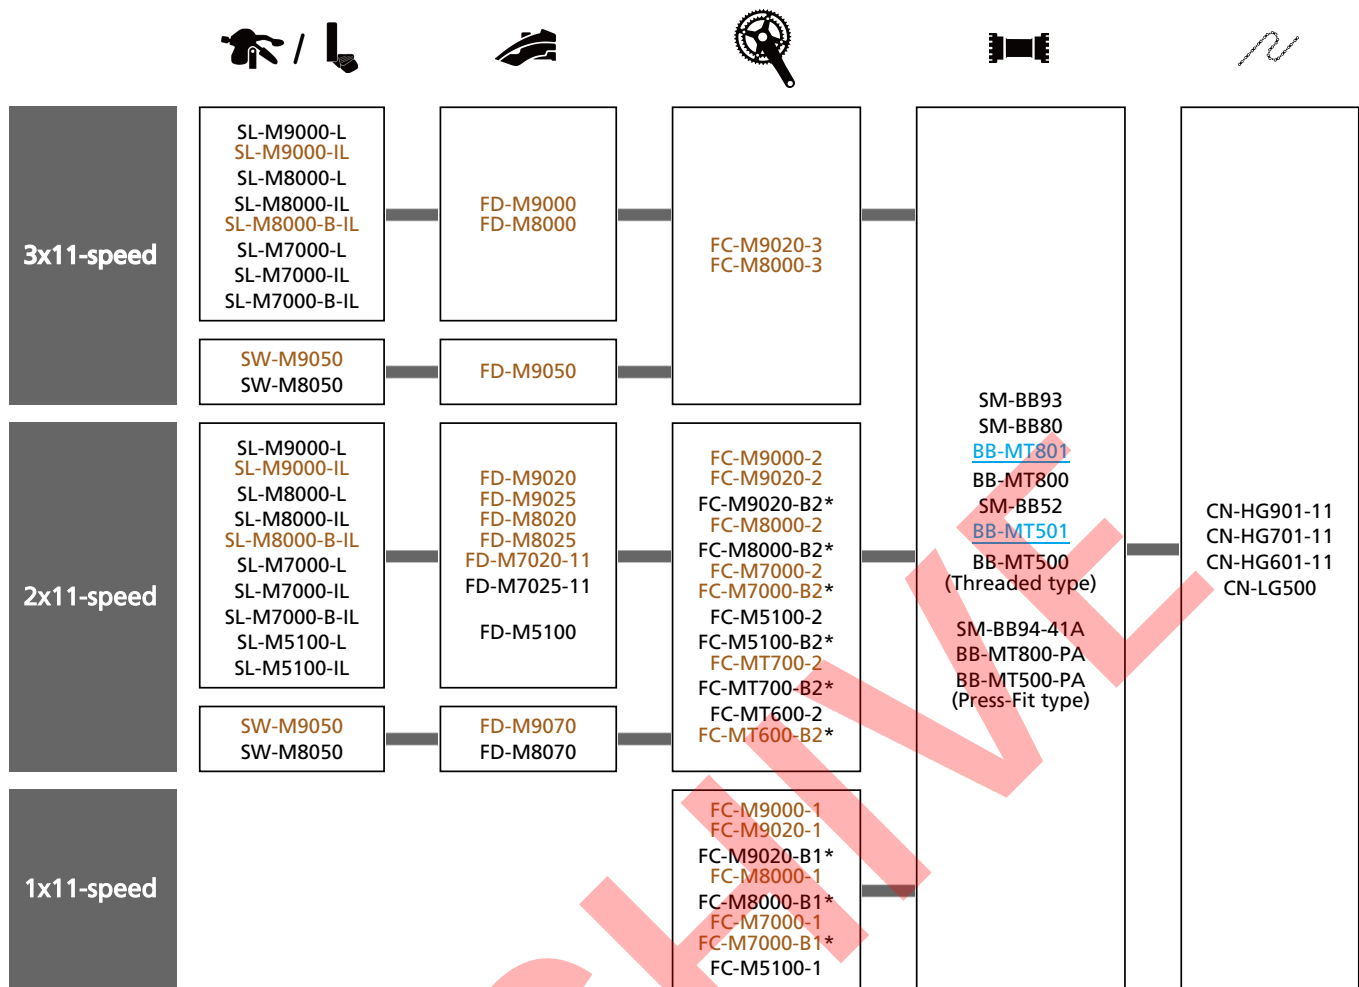 3x11-speed
SL-M9000-L
SL-M9000-IL
SL-M8000-L
SL-M8000-IL
SL-M8000-B-IL
SL-M7000-L
SL-M7000-IL
SL-M7000-B-IL
FD-M9000
FD-M8000
FC-M9020-3
FC-M8000-3
SW-M9050
SW-M8050
FD-M9050
2x11-speed
SL-M9000-L
SL-M9000-IL
SL-M8000-L
SL-M8000-IL
SL-M8000-B-IL
SL-M7000-L
SL-M7000-IL
SL-M7000-B-IL
SL-M5100-L
SL-M5100-IL
FD-M9020
FD-M9025
FD-M8020
FD-M8025
FD-M7020-11
FD-M7025-11
FD-M5100
FC-M9000-2
FC-M9020-2
FC-M9020-B2*
FC-M8000-2
FC-M8000-B2*
FC-M7000-2
FC-M7000-B2*
FC-M5100-2
FC-M5100-B2*
FC-MT700-2
FC-MT700-B2*
FC-MT600-2
FC-MT600-B2*
SW-M9050
SW-M8050
FD-M9070
FD-M8070
1x11-speed
FC-M9000-1
FC-M9020-1
FC-M9020-B1*
FC-M8000-1
FC-M8000-B1*
FC-M7000-1
FC-M7000-B1*
FC-M5100-1
SM-BB93
SM-BB80
BB-MT801
BB-MT800
SM-BB52
BB-MT501
BB-MT500
(Threaded type)
SM-BB94-41A
BB-MT800-PA
BB-MT500-PA
(Press-Fit type)
CN-HG901-11
CN-HG701-11
CN-HG601-11
CN-LG500
CHIVE